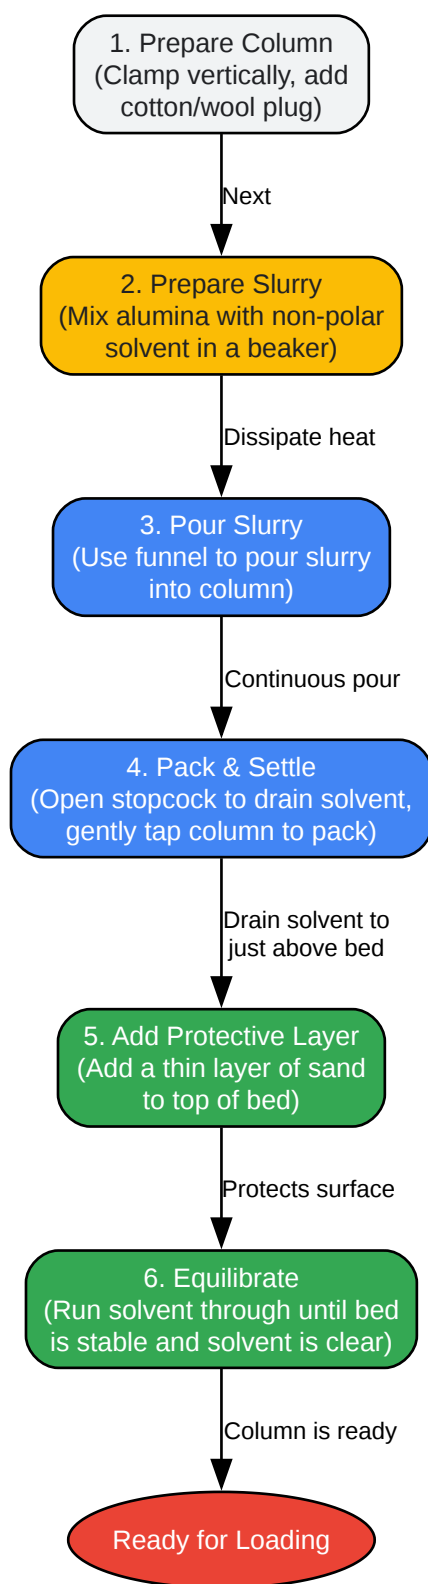 1. Prepare Column
(Clamp vertically, add
cotton/wool plug)
Next
2. Prepare Slurry
(Mix alumina with non-polar
solvent in a beaker)
Dissipate heat
3. Pour Slurry
(Use funnel to pour slurry
into column)
Continuous pour
4. Pack & Settle
(Open stopcock to drain solvent,
gently tap column to pack)
Drain solvent to
just above bed
5. Add Protective Layer
(Add a thin layer of sand
to top of bed)
Protects surface
6. Equilibrate
(Run solvent through until bed
is stable and solvent is clear)
Column is ready
Ready for Loading